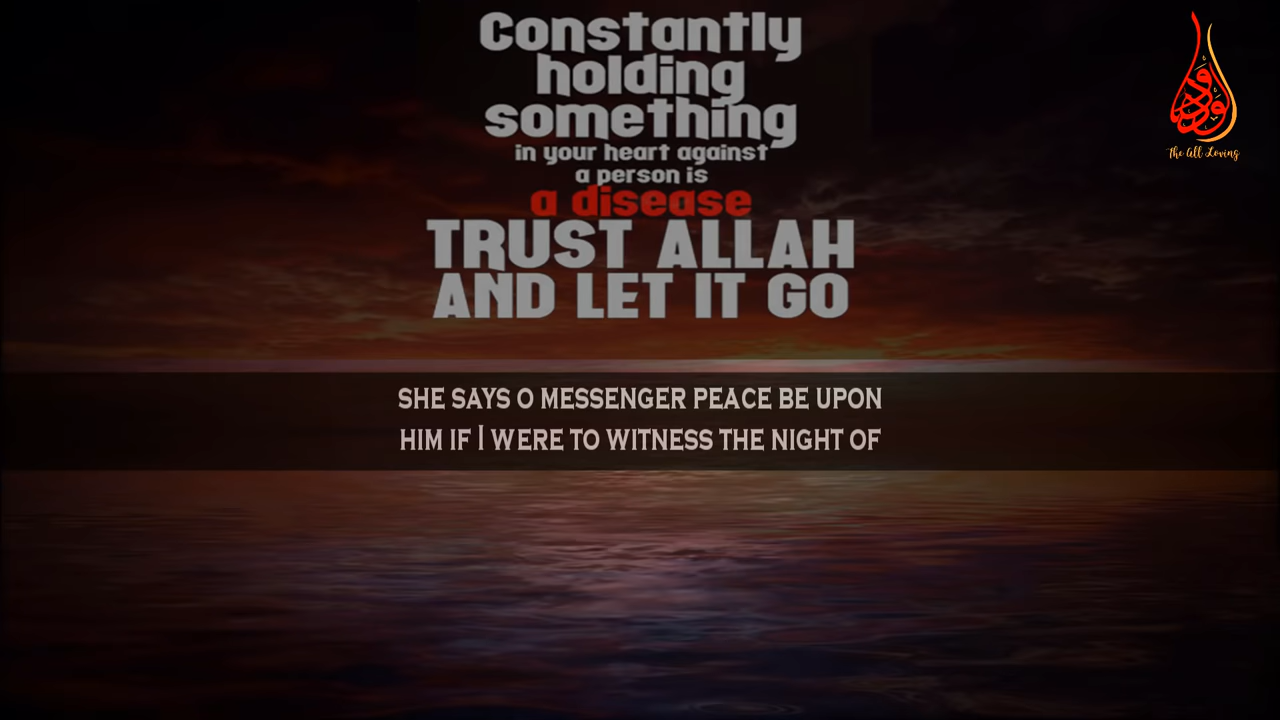 Constantly
holding
something
in your heart against
a person is
a disease
TRUST ALLAH
AND LET IT GO
The All Loving
SHE SAYS O MESSENGER PEACE BE UPON
HIM IF I WERE TO WITNESS THE NIGHT OF